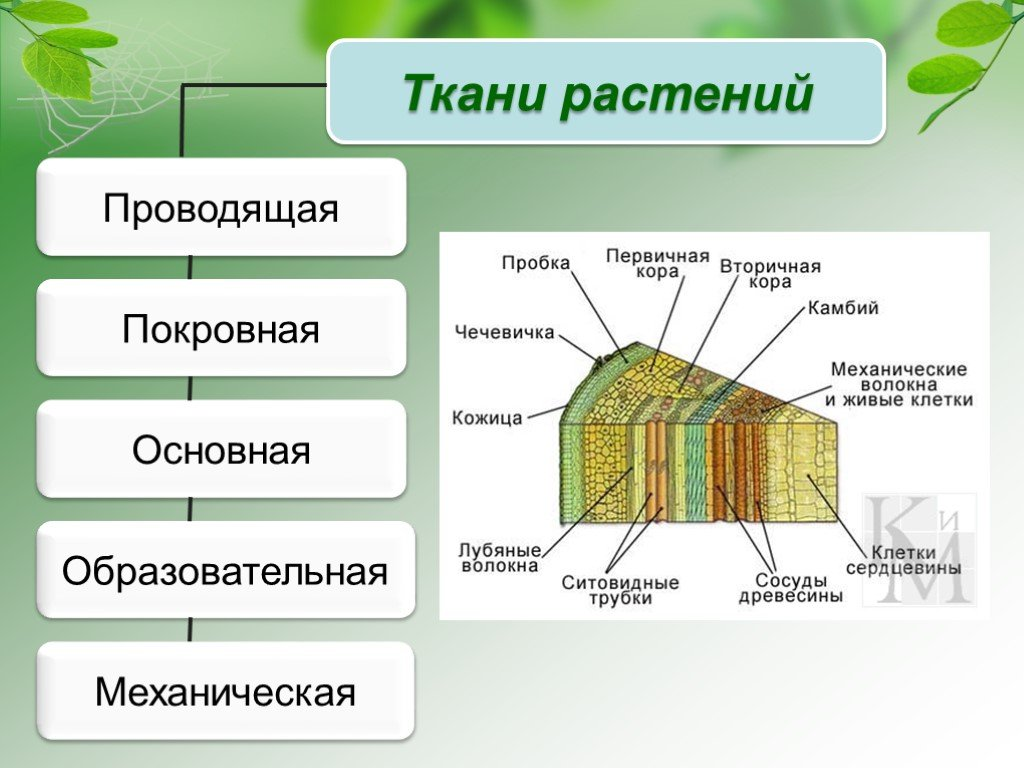 Ткани растений
Проводящая
Покровная
Основная
Образовательная
Механическая
Пробка
Первичная
кора
Вторичная
кора
Камбий
Чечевичка
Механические
волокна
и живые клетки
Кожица
Лубяные
волокна
Ситовидные
трубки
Сосуды
древесины
Клетки
сердцевины
К и
М